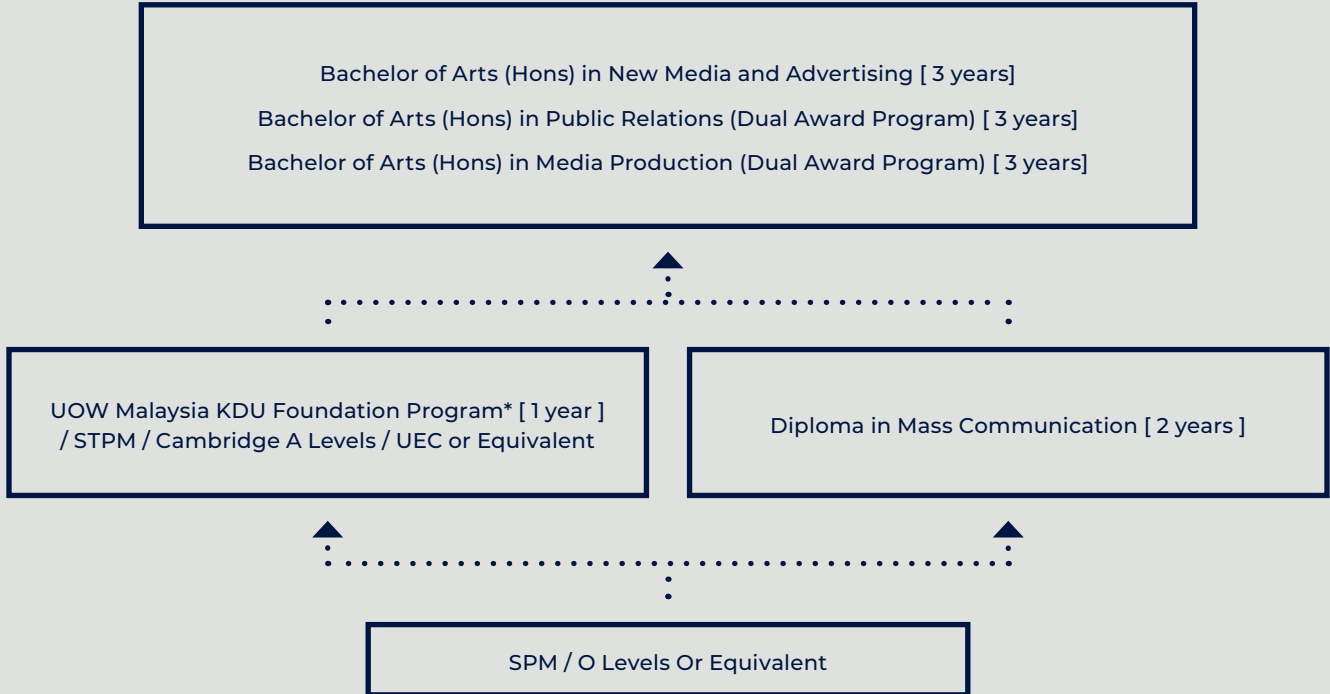 Bachelor of Arts (Hons) in New Media and Advertising [ 3 years]
Bachelor of Arts (Hons) in Public Relations (Dual Award Program) [ 3 years]
Bachelor of Arts (Hons) in Media Production (Dual Award Program) [ 3 years]
UOW Malaysia KDU Foundation Program* [ 1 year ]
/ STPM / Cambridge A Levels / UEC or Equivalent
Diploma in Mass Communication [ 2 years ]
SPM / O Levels Or Equivalent